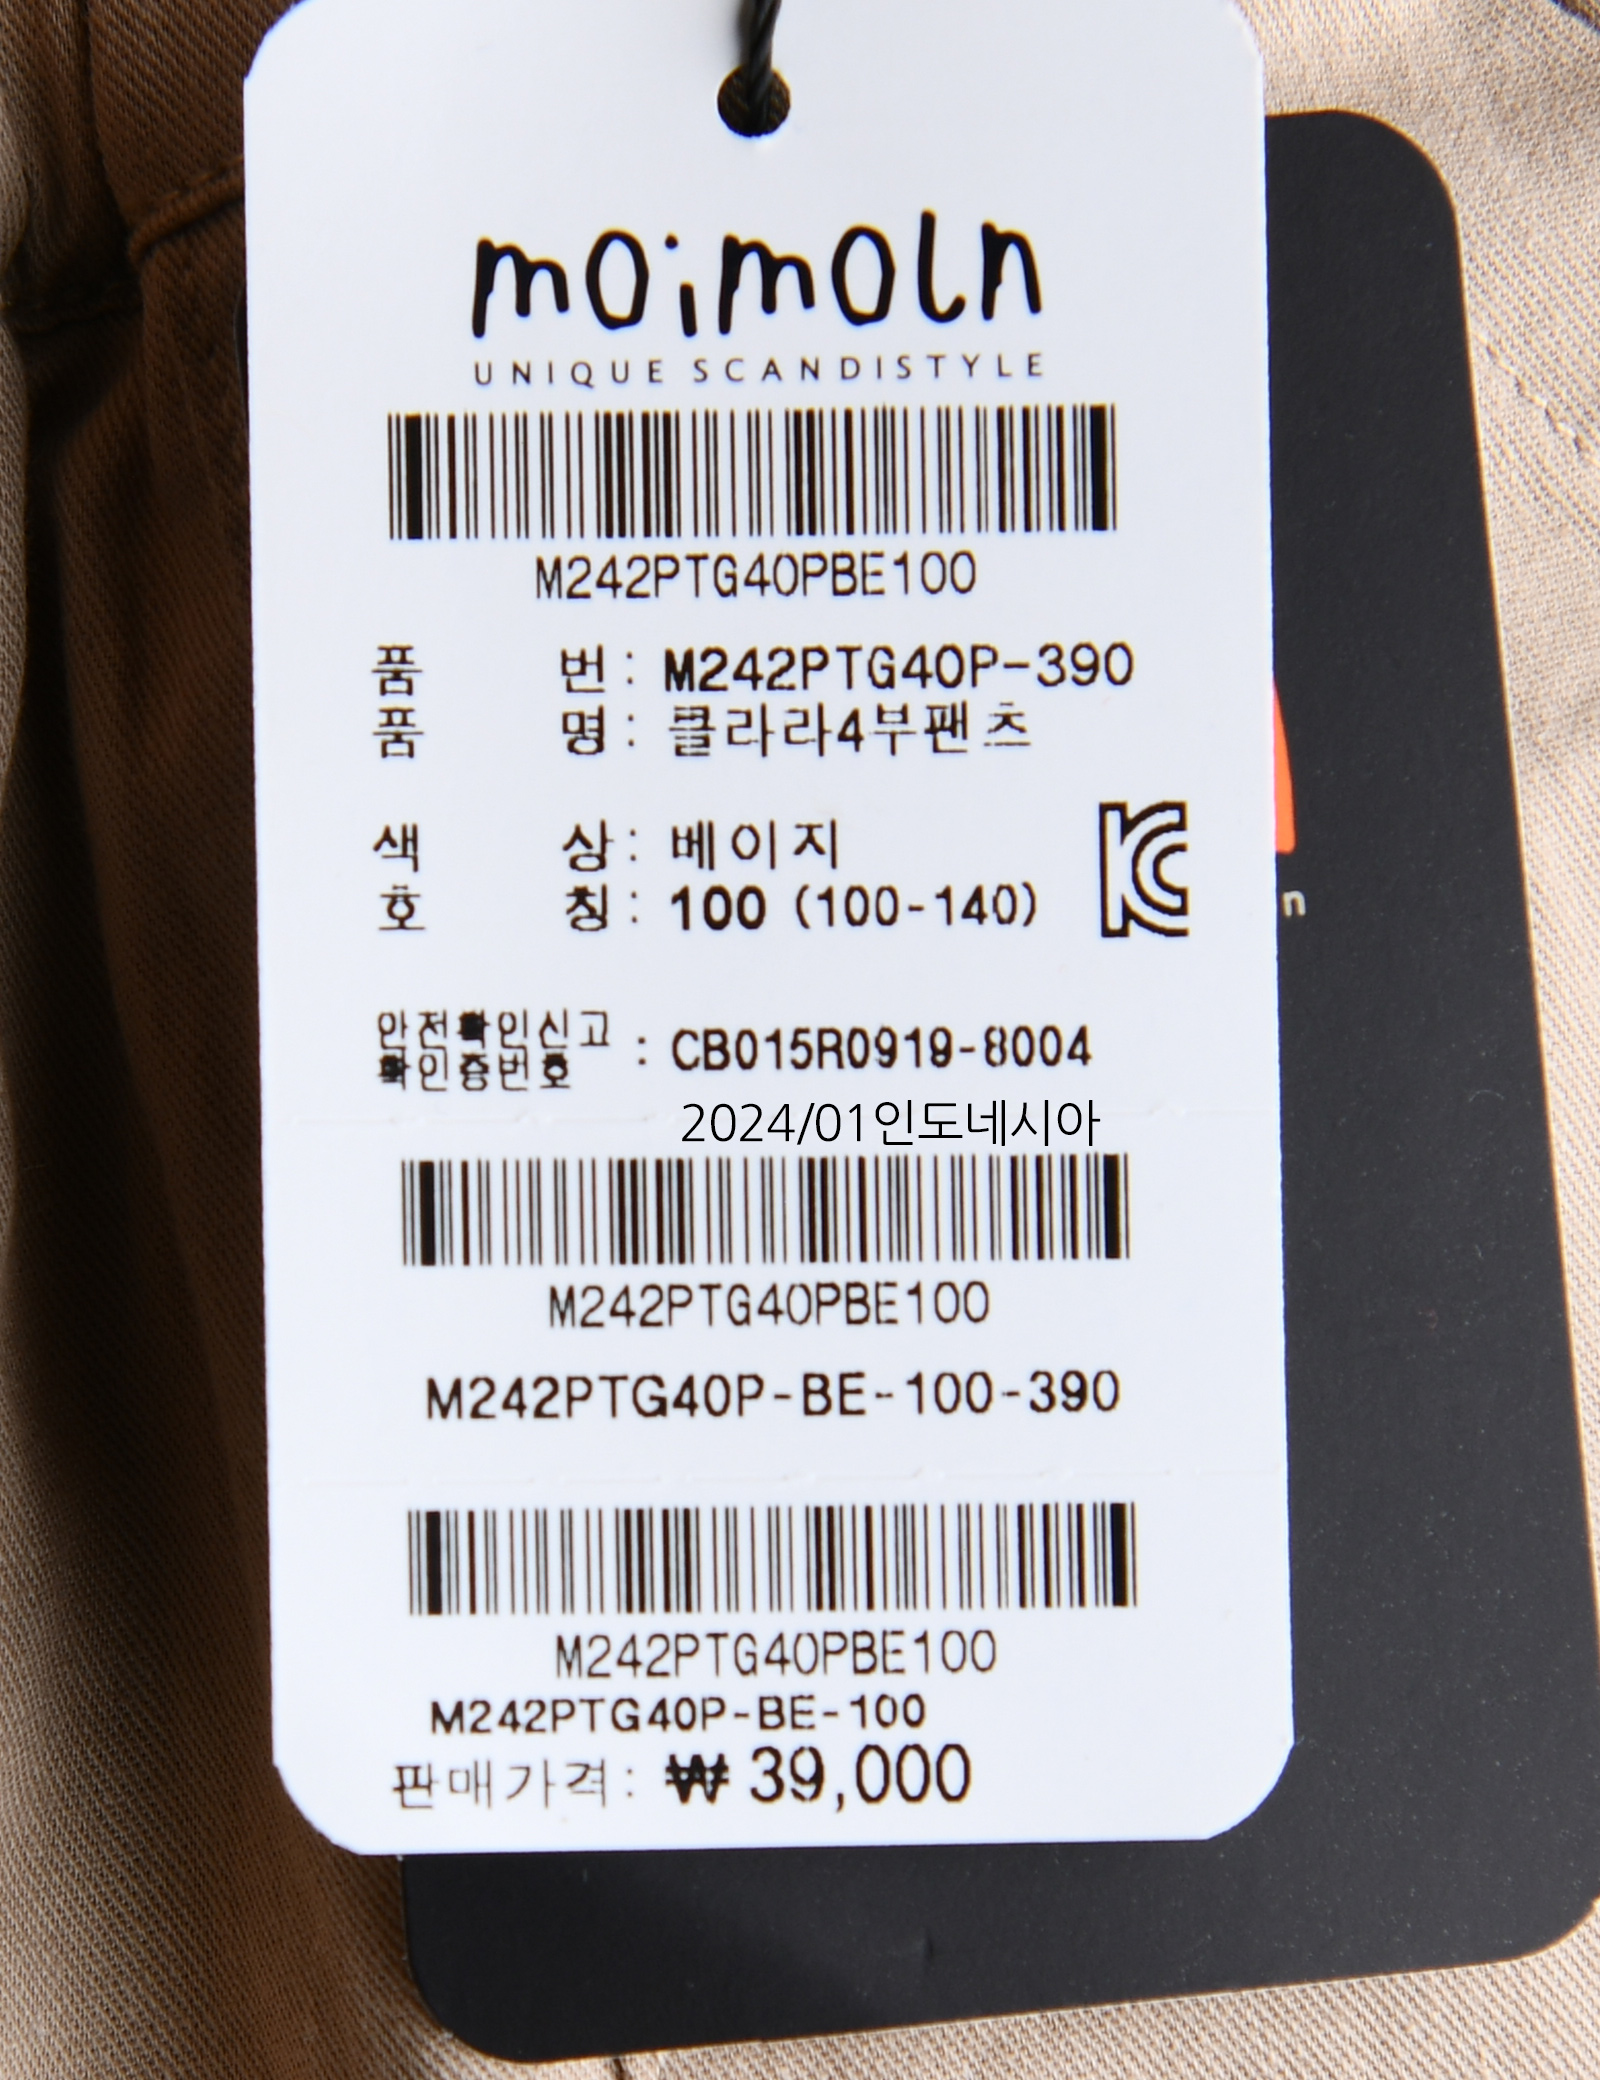 moimoln
UNIQUE SCANDISTYLE
M242PTG40PBE100
품 번 : M242PTG40P-390
품 명 :클라라4부팬츠
색 상 : 베이지
호 칭 : 100 (100-140)
안전확인신고
확인증번호 : CB015R0919-8004
2024/01인도네시아
M242PTG40PBE100
M242PTG40P-BE-100-390
M242PTG40PBE100
M242PTG40P-BE-100
판매가격: ₩ 39,000